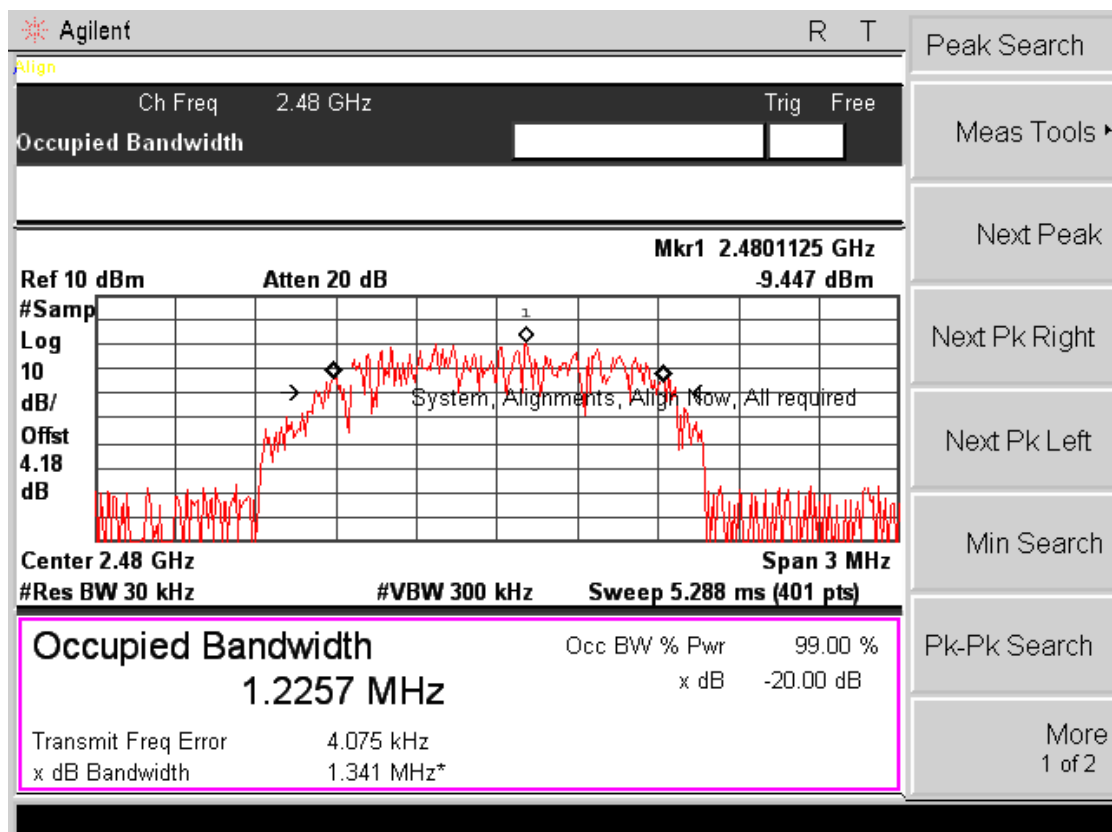 Agilent R T
Align
Ch Freq 2.48 GHz Trig Free
Occupied Bandwidth
Mkr1 2.4801125 GHz
Ref 10 dBm Atten 20 dB -9.447 dBm
#Samp
Log
10
dB/
Offst
4.18
dB
1
System, Alignments, Align Now, All required
Center 2.48 GHz Span 3 MHz
#Res BW 30 kHz #VBW 300 kHz Sweep 5.288 ms (401 pts)
Occupied Bandwidth Occ BW % Pwr 99.00 %
1.2257 MHz x dB -20.00 dB
Transmit Freq Error 4.075 kHz
x dB Bandwidth 1.341 MHz*
Peak Search
Meas Tools
Next Peak
Next Pk Right
Next Pk Left
Min Search
Pk-Pk Search
More
1 of 2